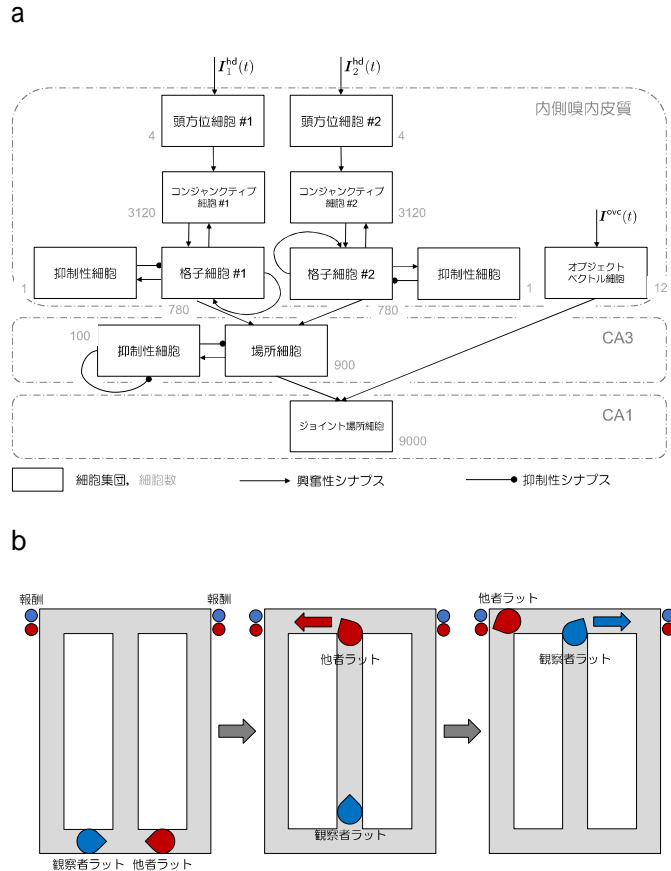 a
I₁ʰᵈ(t)
I₂ʰᵈ(t)
内側嗅内皮質
頭方位細胞 #1
頭方位細胞 #2
4
4
コンジャンクティブ
細胞#1
コンジャンクティブ
細胞#2
3120
3120
Iᵒᵛᶜ(t)
抑制性細胞
格子細胞 #1
格子細胞 #2
抑制性細胞
オブジェクト
ベクトル細胞
1
780
780
1
12
100
抑制性細胞
場所細胞
900
CA3
CA1
ジョイント場所細胞
9000
細胞集団，細胞数
興奮性シナプス
抑制性シナプス
b
報酬
報酬
他者ラット
他者ラット
観察者ラット
観察者ラット
観察者ラット
他者ラット